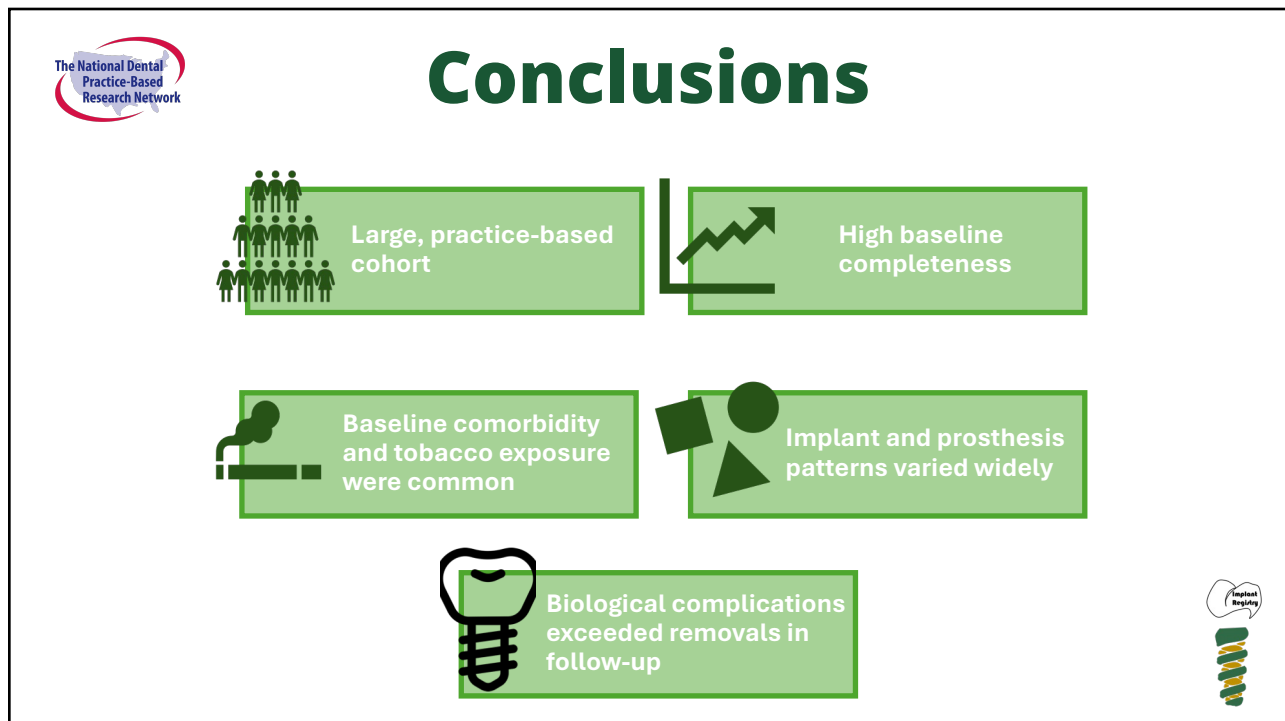 The National Dental
Practice-Based
Research Network
Conclusions
Large, practice-based
cohort
High baseline
completeness
Baseline comorbidity
and tobacco exposure
were common
Implant and prosthesis
patterns varied widely
Biological complications
exceeded removals in
follow-up
Implant
Registry